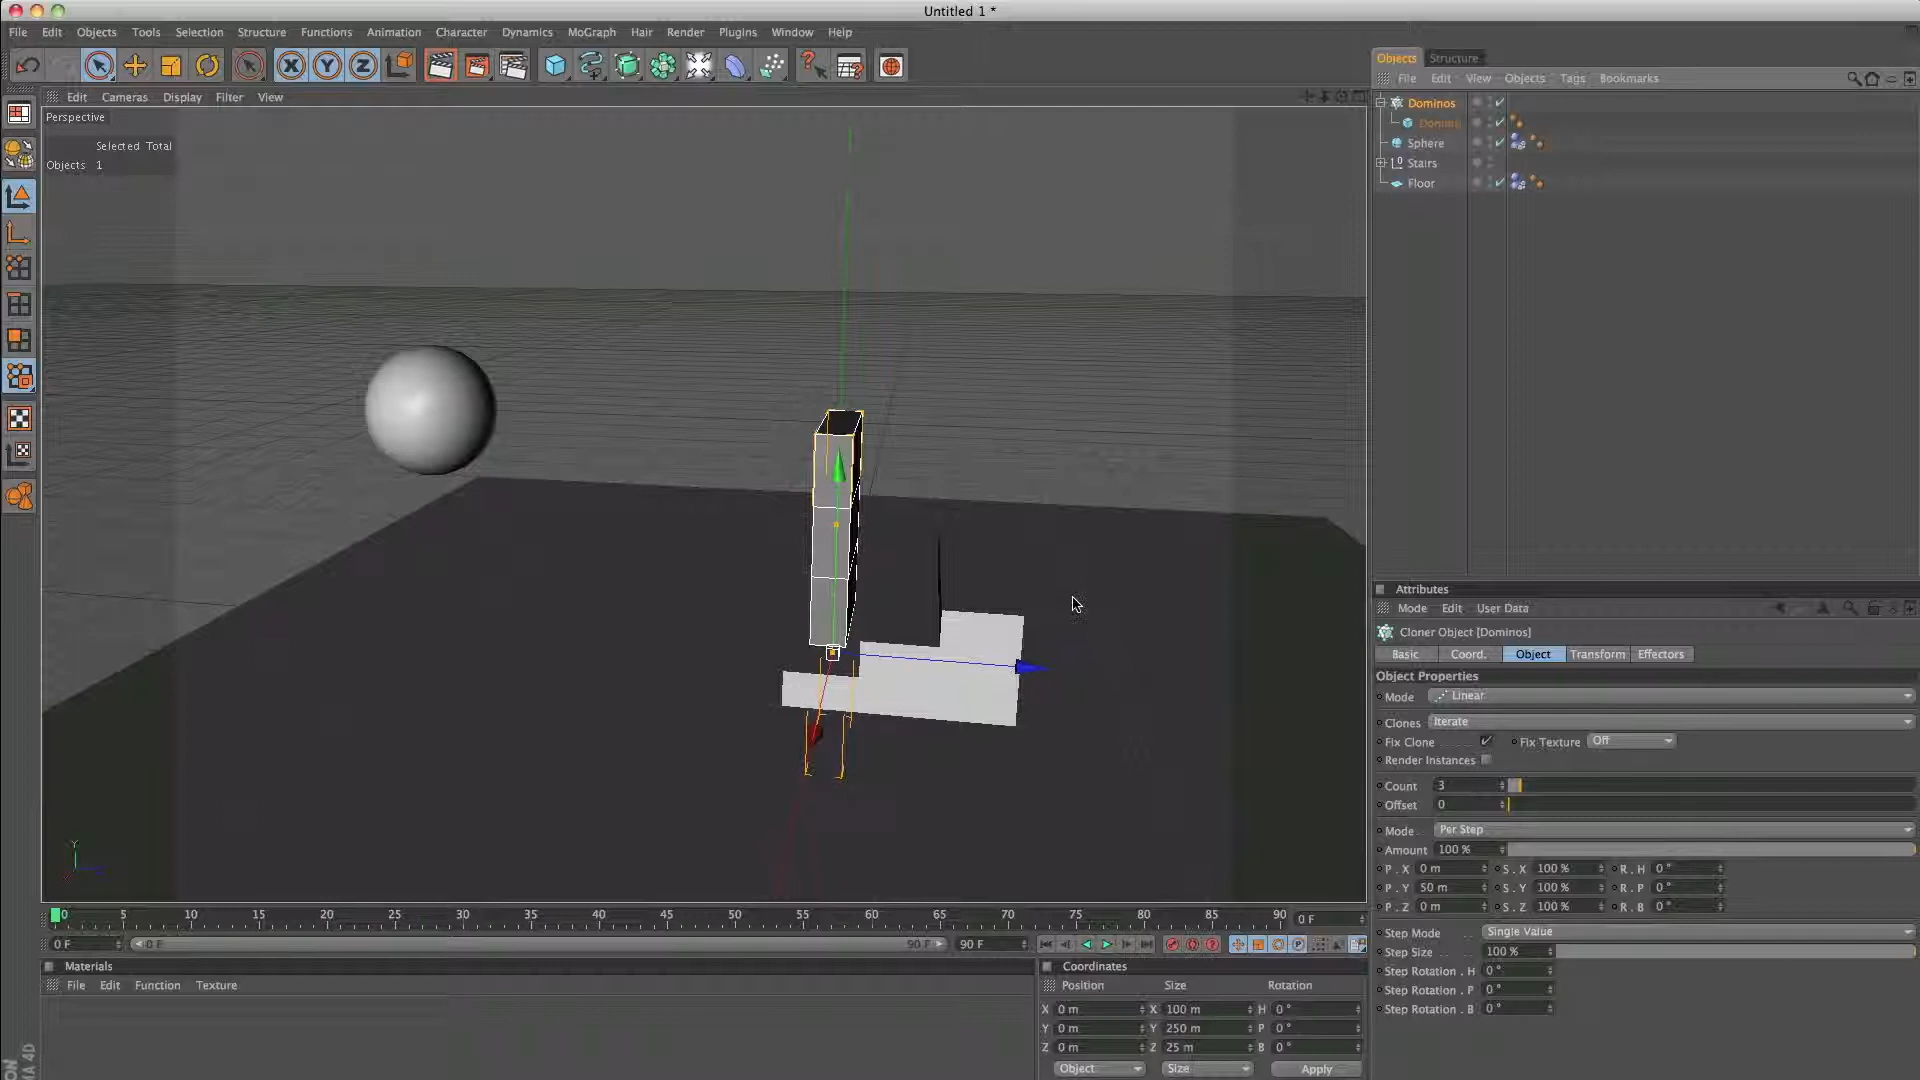 Untitled 1 *
File Edit Objects Tools Selection Structure Functions Animation Character Dynamics MoGraph Hair Render Plugins Window Help
Objects Structure
File Edit View Objects Tags Bookmarks
Edit Cameras Display Filter View
Perspective
Selected Total
Objects 1
Dominos
Sphere
Stairs
Floor
Attributes
Mode Edit User Data
Cloner Object [Dominos]
Basic Coord. Object Transform Effectors
Object Properties
Mode Linear
Clones Iterate
Fix Clone Fix Texture Off
Render Instances
Count 3
Offset 0
Mode Per Step
Amount 100 %
P . X 0 m S . X 100 % R . H 0 °
P . Y 50 m S . Y 100 % R . P 0 °
P . Z 0 m S . Z 100 % R . B 0 °
Step Mode Single Value
Step Size 100 %
Step Rotation . H 0 °
Step Rotation . P 0 °
Step Rotation . B 0 °
0 5 10 15 20 25 30 35 40 45 50 55 60 65 70 75 80 85 90 0 F
0 F 0 F 90 F 90 F
Materials
File Edit Function Texture
Coordinates
Position Size Rotation
X 0 m X 100 m H 0 °
Y 0 m Y 250 m P 0 °
Z 0 m Z 25 m B 0 °
Object Size Apply